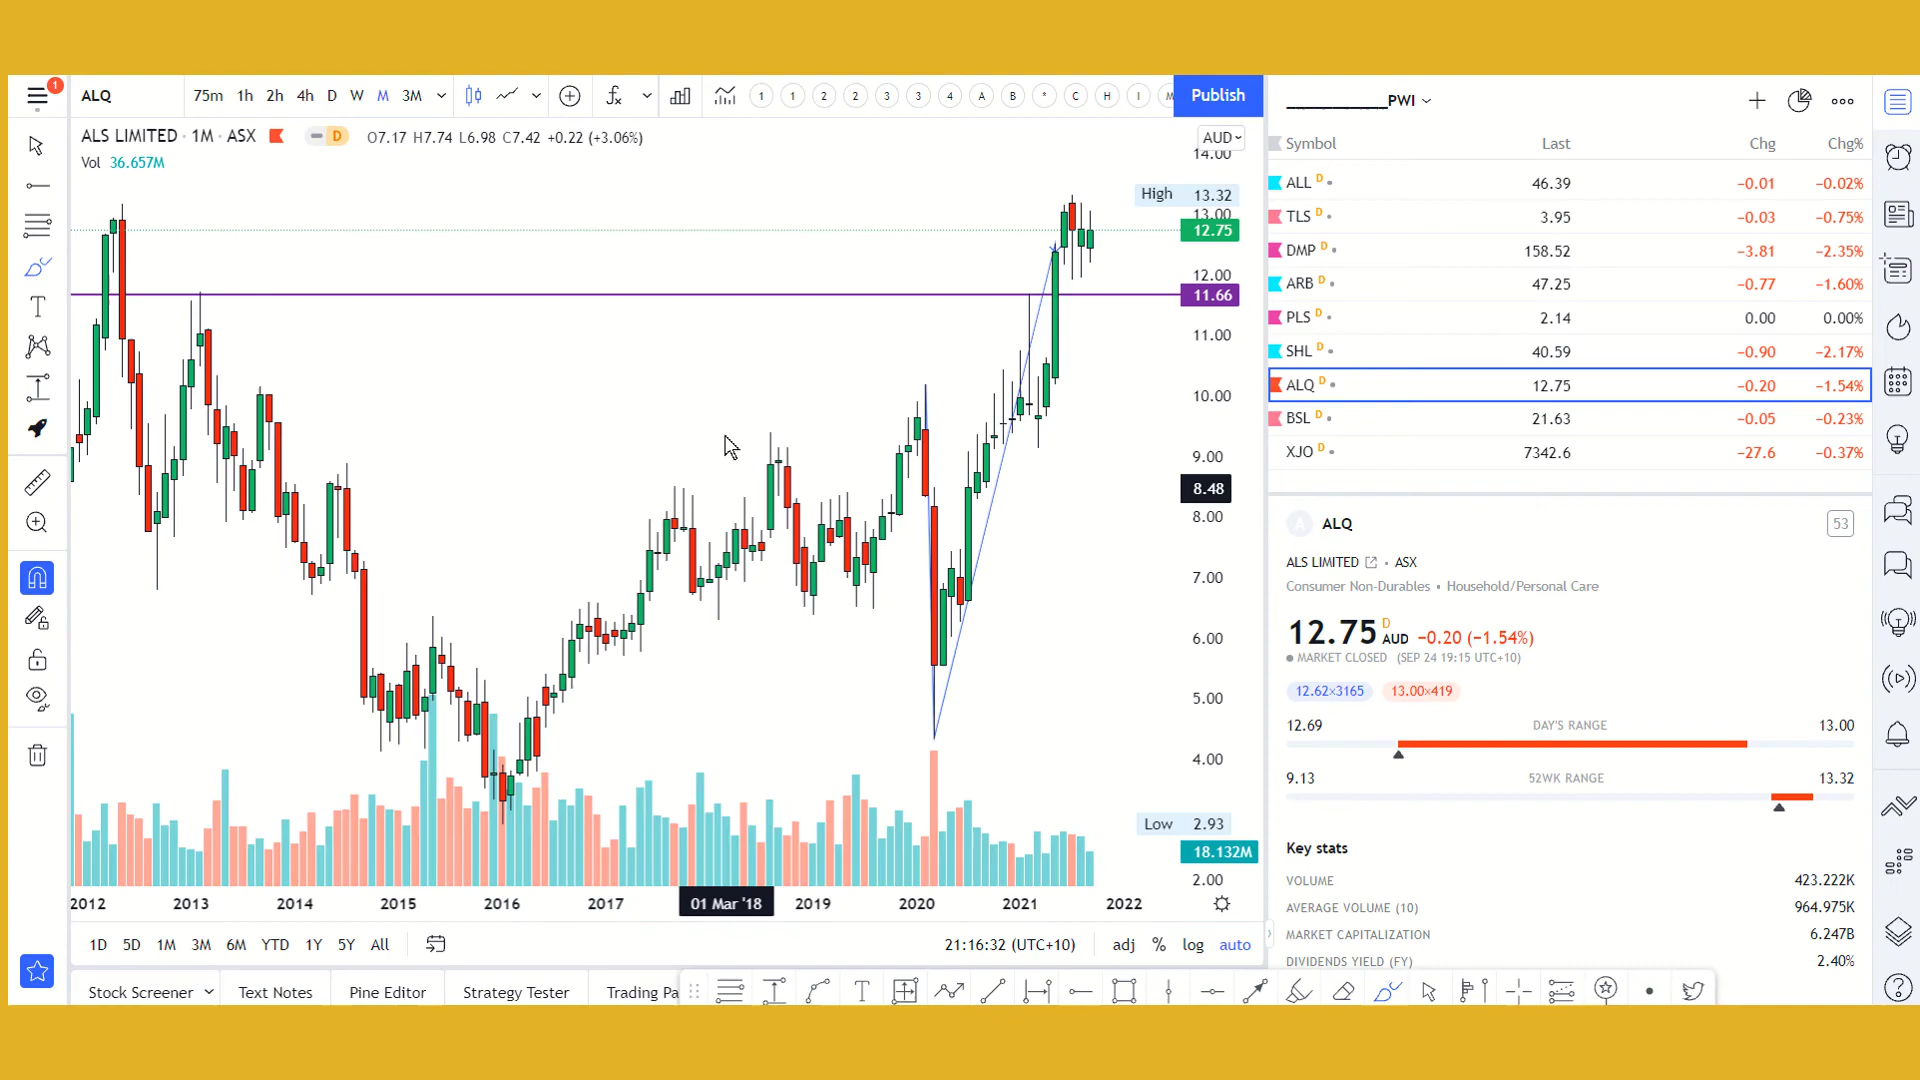 1
ALQ
75m 1h 2h 4h D W M 3M
1 1 2 2 3 3 4 A B * C H I M
Publish
____________PWI
ALS LIMITED · 1M · ASX D O7.17 H7.74 L6.98 C7.42 +0.22 (+3.06%)
Vol 36.657M
AUD
14.00
High 13.32
13.00
12.75
12.00
11.66
11.00
10.00
9.00
8.48
8.00
7.00
6.00
5.00
4.00
Low 2.93
18.132M
2.00
2012 2013 2014 2015 2016 2017 01 Mar '18 2019 2020 2021 2022
1D 5D 1M 3M 6M YTD 1Y 5Y All
21:16:32 (UTC+10) adj % log auto
Stock Screener Text Notes Pine Editor Strategy Tester Trading Pa
T
Symbol Last Chg Chg%
ALL D 46.39 −0.01 −0.02%
TLS D 3.95 −0.03 −0.75%
DMP D 158.52 −3.81 −2.35%
ARB D 47.25 −0.77 −1.60%
PLS D 2.14 0.00 0.00%
SHL D 40.59 −0.90 −2.17%
ALQ D 12.75 −0.20 −1.54%
BSL D 21.63 −0.05 −0.23%
XJO D 7342.6 −27.6 −0.37%
A ALQ 53
ALS LIMITED • ASX
Consumer Non-Durables • Household/Personal Care
12.75 D AUD −0.20 (−1.54%)
MARKET CLOSED (SEP 24 19:15 UTC+10)
12.62×3165 13.00×419
12.69 DAY'S RANGE 13.00
9.13 52WK RANGE 13.32
Key stats
VOLUME 423.222K
AVERAGE VOLUME (10) 964.975K
MARKET CAPITALIZATION 6.247B
DIVIDENDS YIELD (FY) 2.40%